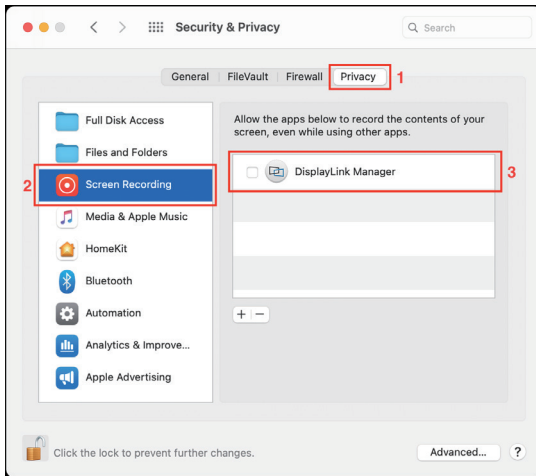 Security & Privacy
Search
General
FileVault
Firewall
Privacy
1
Full Disk Access
Files and Folders
2
Screen Recording
Media & Apple Music
HomeKit
Bluetooth
Automation
Analytics & Improve...
Apple Advertising
Allow the apps below to record the contents of your
screen, even while using other apps.
DisplayLink Manager
3
+ −
Click the lock to prevent further changes.
Advanced...
?